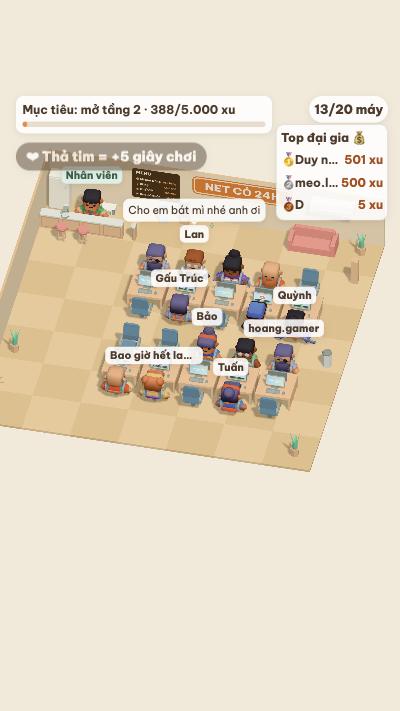 Mục tiêu: mở tầng 2 · 388/5.000 xu
13/20 máy
Top đại gia 💰
🥇Duy n... 501 xu
🥈meo.l... 500 xu
🥉D 5 xu
❤ Thả tim = +5 giây chơi
Nhân viên
MENU
NET CỎ 24H
Cho em bát mì nhé anh ơi
Lan
Gấu Trúc
Quỳnh
Bảo
hoang.gamer
Bao giờ hết la...
Tuấn